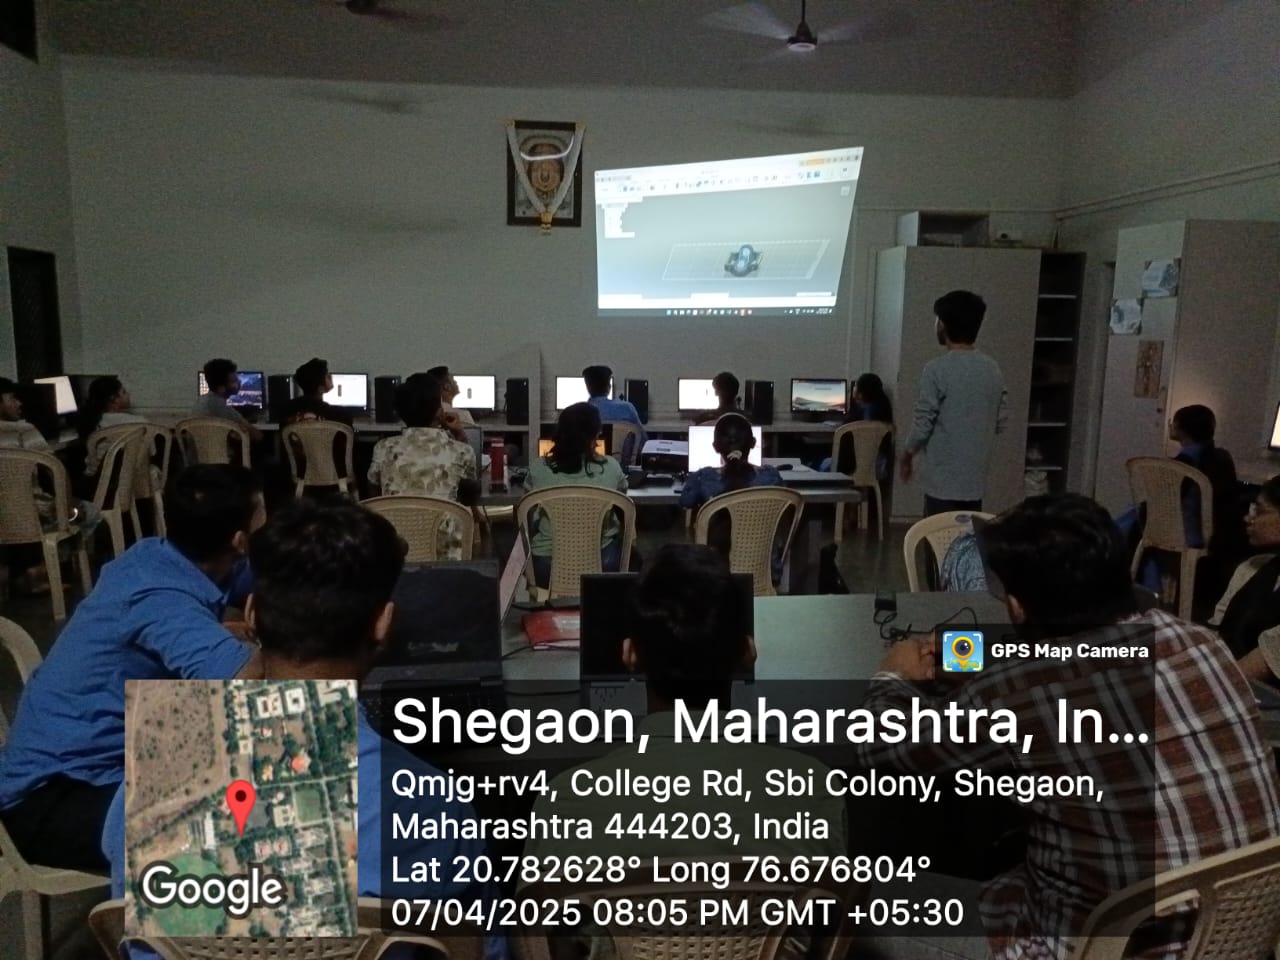 GPS Map Camera
Shegaon, Maharashtra, In...
Qmjg+rv4, College Rd, Sbi Colony, Shegaon,
Maharashtra 444203, India
Lat 20.782628° Long 76.676804°
07/04/2025 08:05 PM GMT +05:30
Google